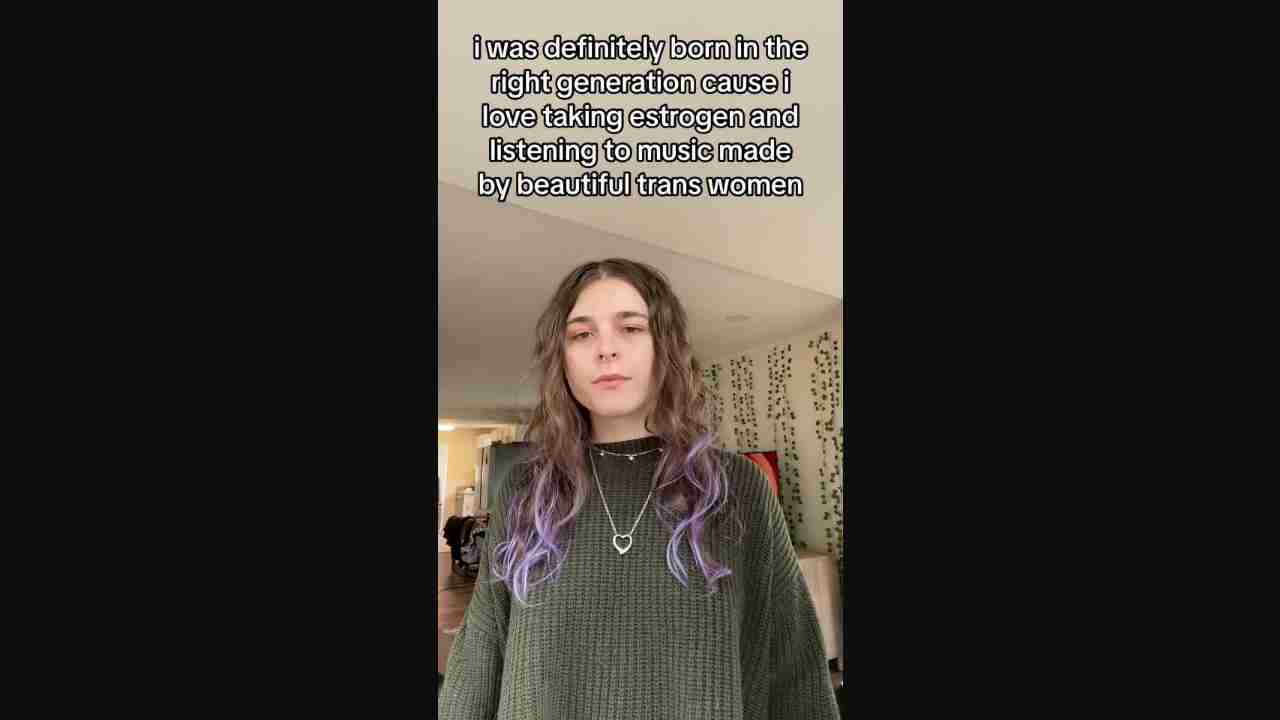 i was definitely born in the
right generation cause i
love taking estrogen and
listening to music made
by beautiful trans women